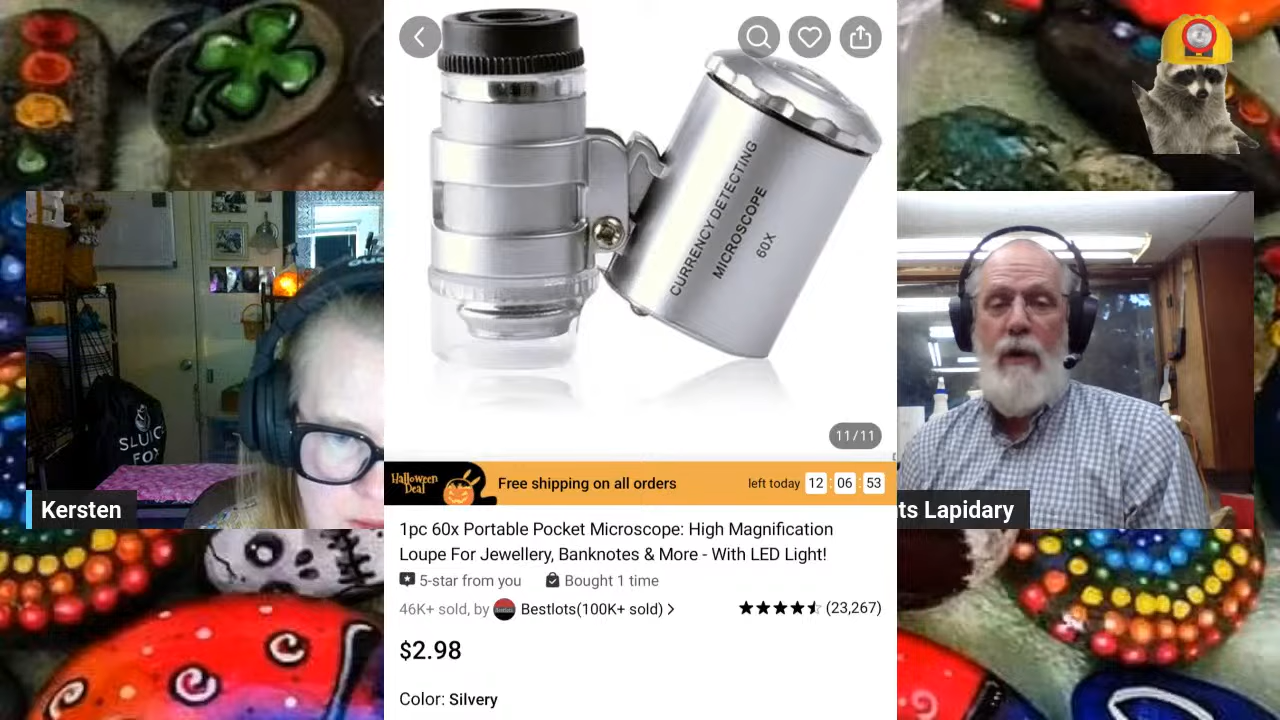 CURRENCY DETECTING
MICROSCOPE
60X
11/11
Halloween
Deal
Free shipping on all orders
left today 12 : 06 : 53
1pc 60x Portable Pocket Microscope: High Magnification
Loupe For Jewellery, Banknotes & More - With LED Light!
5-star from you
Bought 1 time
46K+ sold, by Bestlots(100K+ sold)
(23,267)
$2.98
Color: Silvery
SLUIC
FOX
Kersten
ts Lapidary